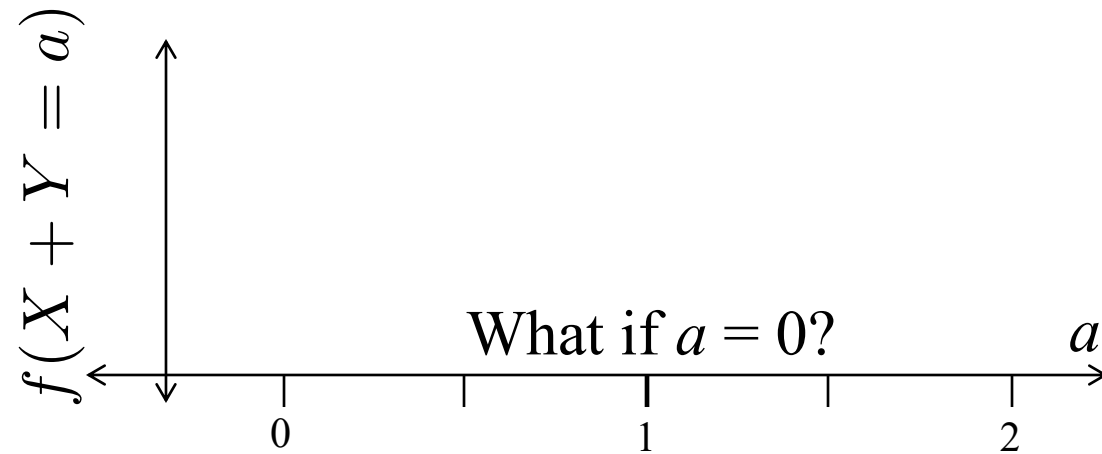 f(X + Y = a)
What if a = 0?
a
0
1
2